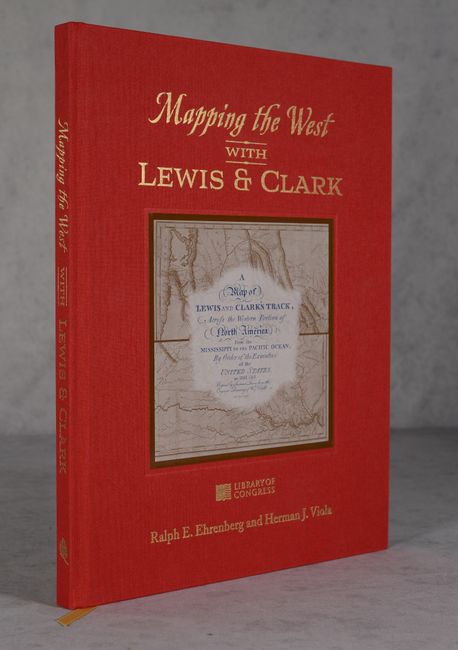 Mapping the West
WITH
LEWIS & CLARK
Mapping the West WITH LEWIS & CLARK
A
Map of
LEWIS AND CLARK'S TRACK,
Across the Western Portion of
North America
From the
MISSISSIPPI TO THE PACIFIC OCEAN,
By Order of the Executive
of the
UNITED STATES
LIBRARY OF
CONGRESS
Ralph E. Ehrenberg and Herman J. Viola